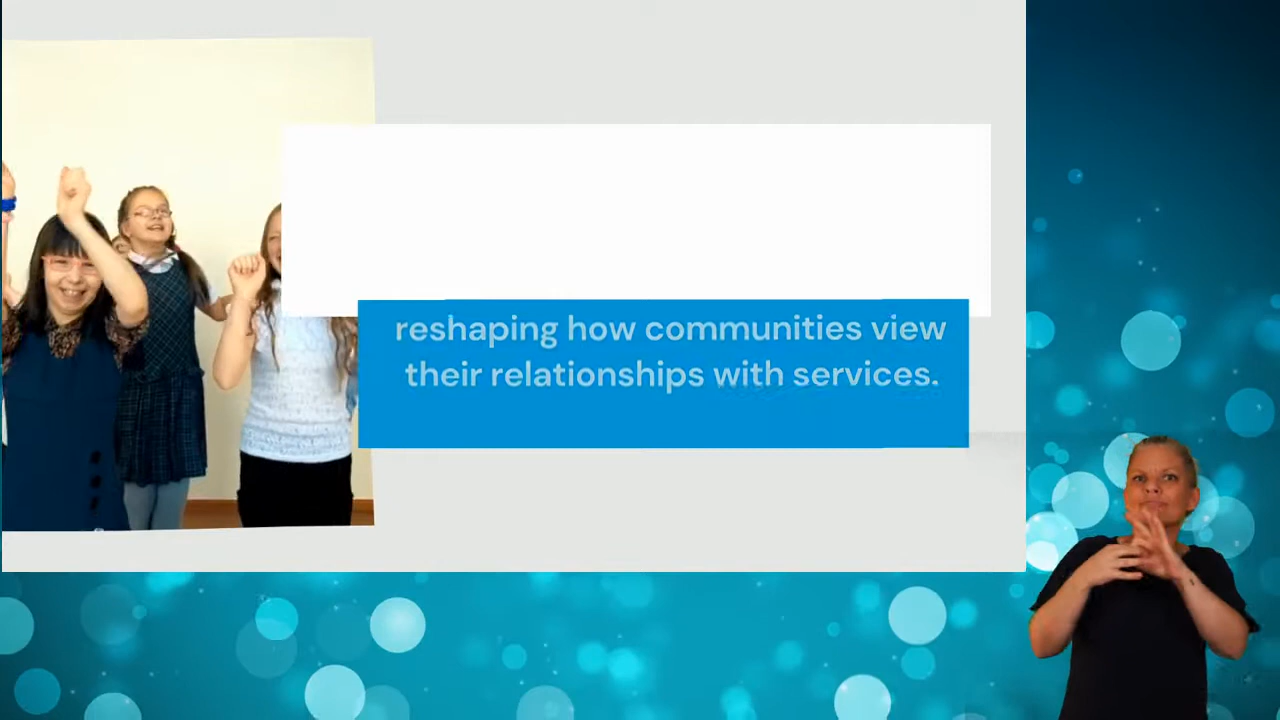 reshaping how communities view
their relationships with services.